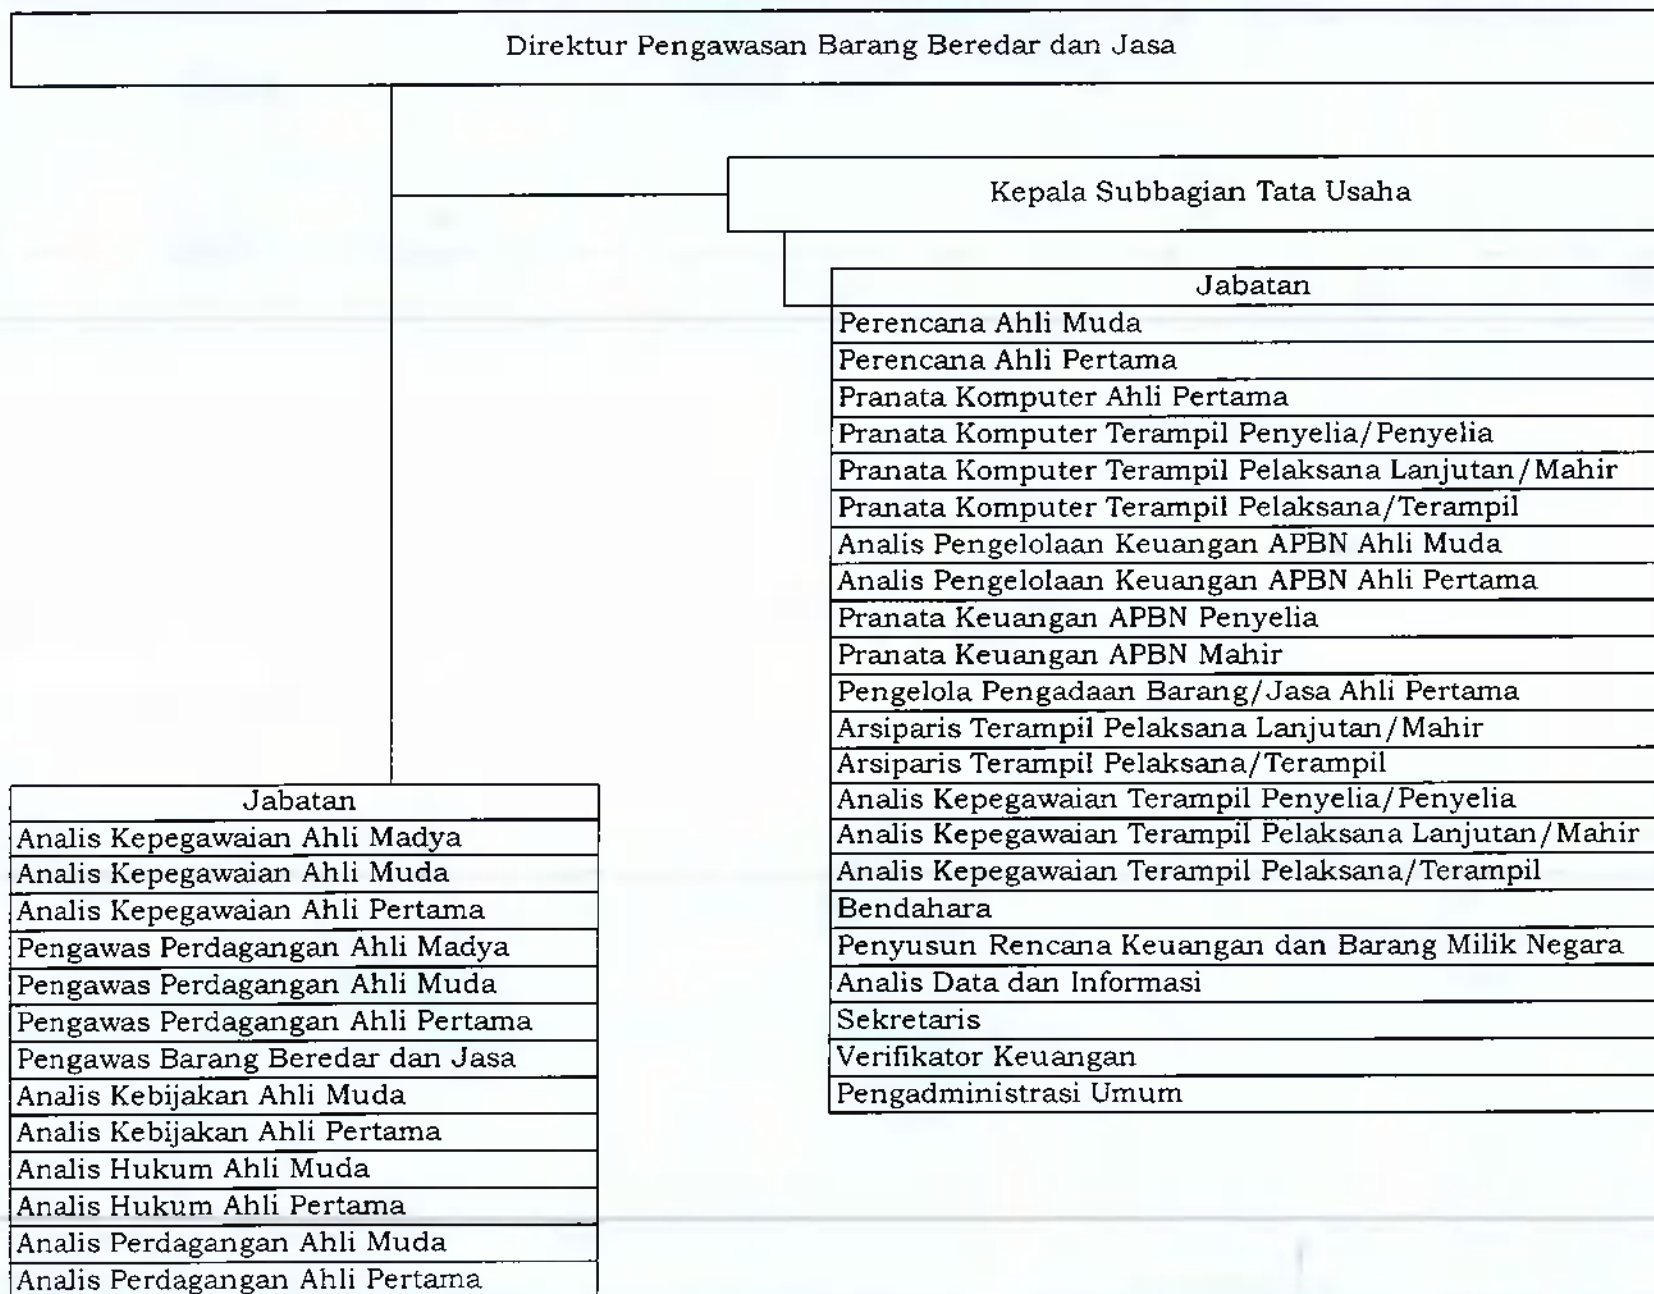 Direktur Pengawasan Barang Beredar dan Jasa
Kepala Subbagian Tata Usaha
Jabatan
Perencana Ahli Muda
Perencana Ahli Pertama
Pranata Komputer Ahli Pertama
Pranata Komputer Terampil Penyelia/Penyelia
Pranata Komputer Terampil Pelaksana Lanjutan/Mahir
Pranata Komputer Terampil Pelaksana/Terampil
Analis Pengelolaan Keuangan APBN Ahli Muda
Analis Pengelolaan Keuangan APBN Ahli Pertama
Pranata Keuangan APBN Penyelia
Pranata Keuangan APBN Mahir
Pengelola Pengadaan Barang/Jasa Ahli Pertama
Arsiparis Terampil Pelaksana Lanjutan/Mahir
Arsiparis Terampil Pelaksana/Terampil
Analis Kepegawaian Terampil Penyelia/Penyelia
Analis Kepegawaian Terampil Pelaksana Lanjutan/Mahir
Analis Kepegawaian Terampil Pelaksana/Terampil
Bendahara
Penyusun Rencana Keuangan dan Barang Milik Negara
Analis Data dan Informasi
Sekretaris
Verifikator Keuangan
Pengadministrasi Umum
Jabatan
Analis Kepegawaian Ahli Madya
Analis Kepegawaian Ahli Muda
Analis Kepegawaian Ahli Pertama
Pengawas Perdagangan Ahli Madya
Pengawas Perdagangan Ahli Muda
Pengawas Perdagangan Ahli Pertama
Pengawas Barang Beredar dan Jasa
Analis Kebijakan Ahli Muda
Analis Kebijakan Ahli Pertama
Analis Hukum Ahli Muda
Analis Hukum Ahli Pertama
Analis Perdagangan Ahli Muda
Analis Perdagangan Ahli Pertama